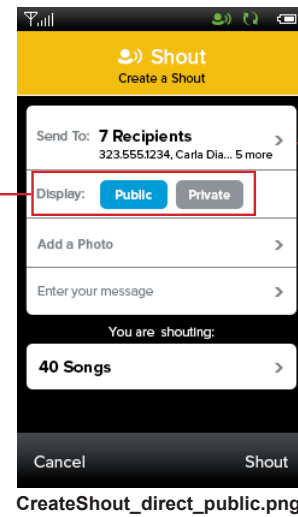 Shout
Create a Shout
Send To: 7 Recipients
323.555.1234, Carla Dia... 5 more
Display: Public Private
Add a Photo
Enter your message
You are shouting:
40 Songs
Cancel Shout
CreateShout_direct_public.png